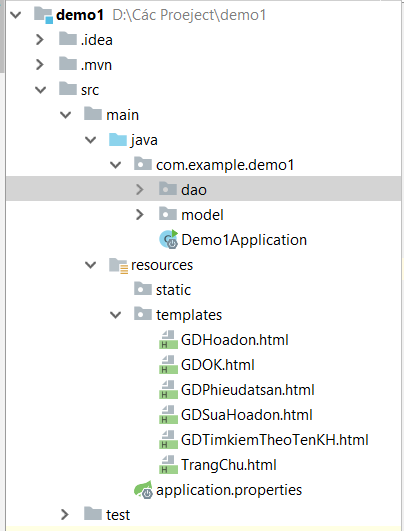 demo1 D:\Các Proeject\demo1
.idea
.mvn
src
main
java
com.example.demo1
dao
model
Demo1Application
resources
static
templates
GDHoadon.html
GDOK.html
GDPhieudatsan.html
GDSuaHoadon.html
GDTimkiemTheoTenKH.html
TrangChu.html
application.properties
test